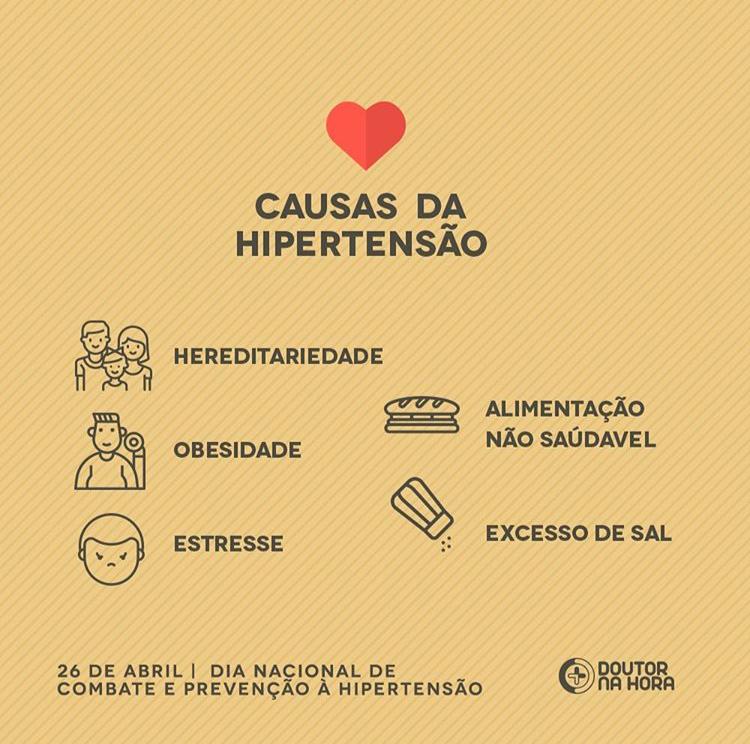 CAUSAS DA
HIPERTENSÃO
HEREDITARIEDADE
OBESIDADE
ESTRESSE
ALIMENTAÇÃO
NÃO SAÚDAVEL
EXCESSO DE SAL
26 DE ABRIL | DIA NACIONAL DE
COMBATE E PREVENÇÃO À HIPERTENSÃO
DOUTOR
NA HORA